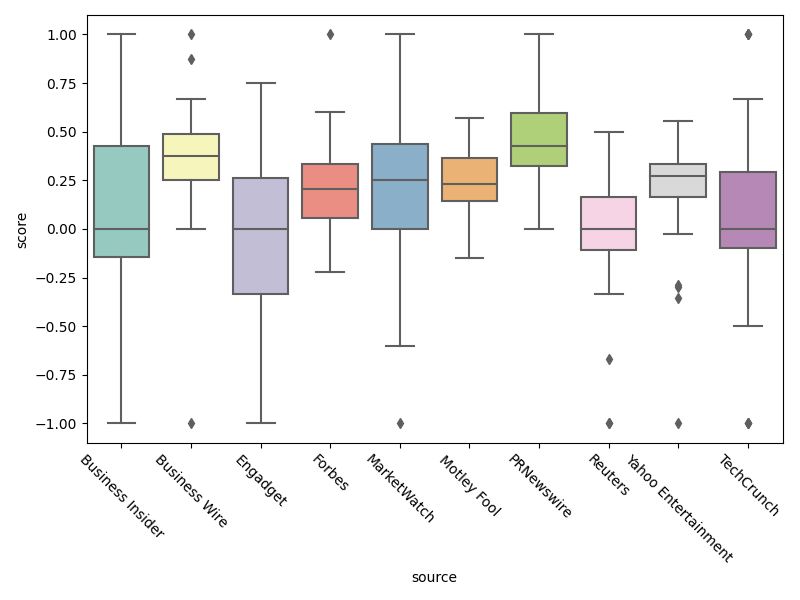 1.00
0.75
0.50
0.25
0.00
−0.25
−0.50
−0.75
−1.00
score
Business Insider
Business Wire
Engadget
Forbes
MarketWatch
Motley Fool
PRNewswire
Reuters
Yahoo Entertainment
TechCrunch
source